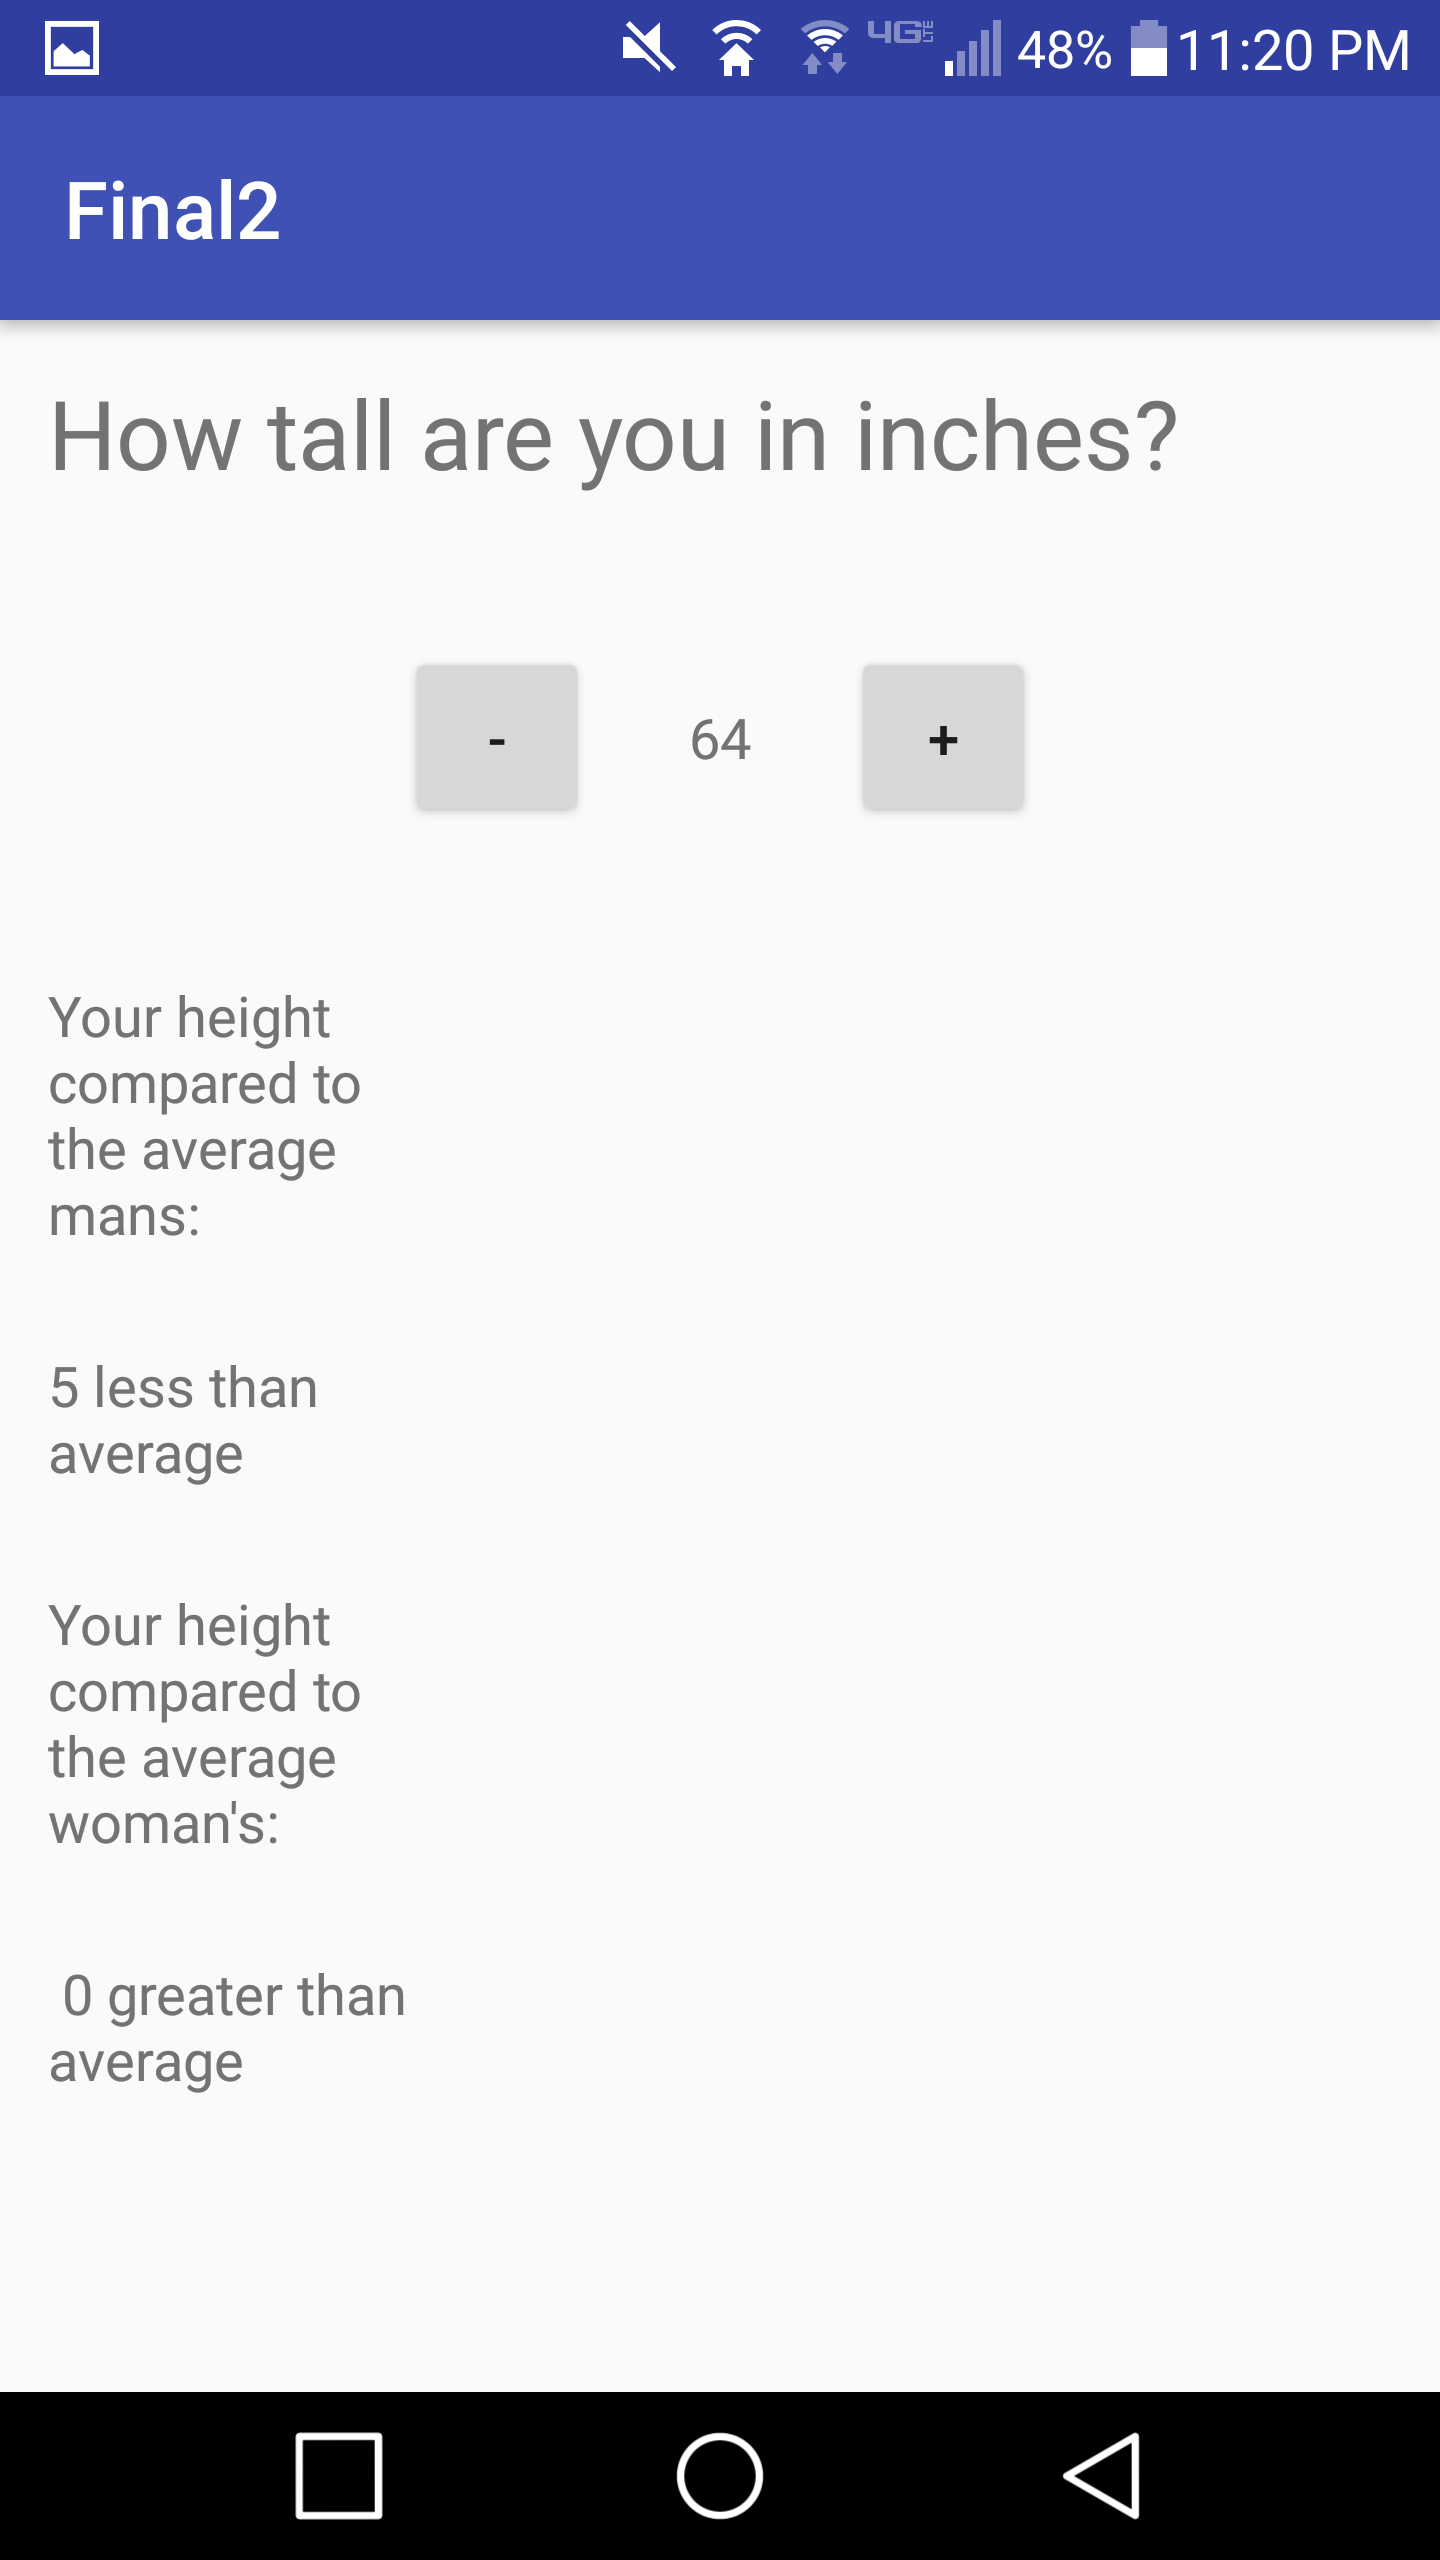 4G LTE 48% 11:20 PM
Final2
How tall are you in inches?
- 64 +
Your height
compared to
the average
mans:
5 less than
average
Your height
compared to
the average
woman's:
0 greater than
average